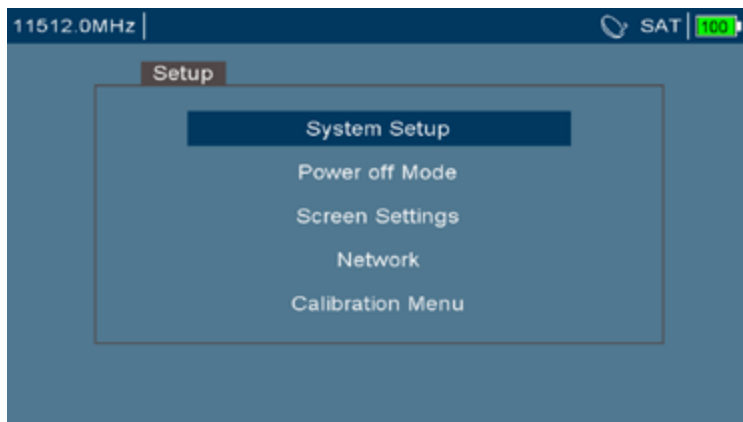 11512.0MHz SAT 100
Setup
System Setup
Power off Mode
Screen Settings
Network
Calibration Menu